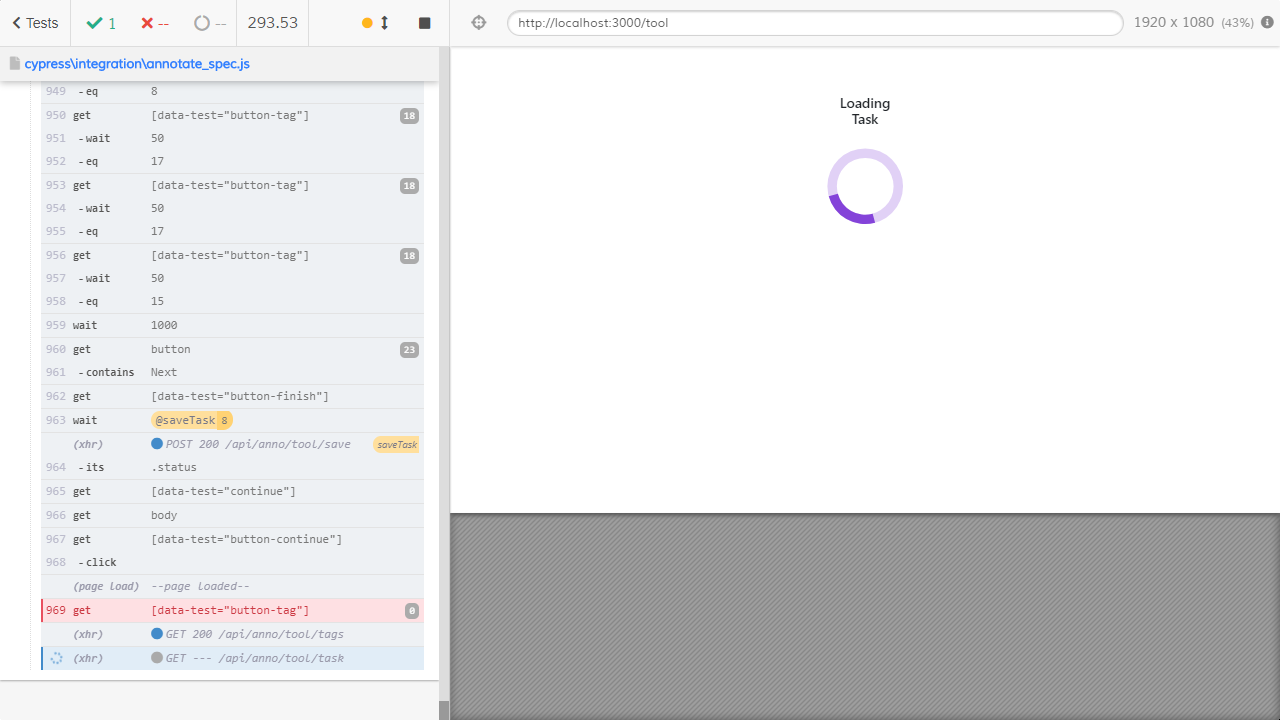 Tests 1 -- -- 293.53
http://localhost:3000/tool 1920 x 1080 (43%)
cypress\integration\annotate_spec.js
949 -eq 8
950 get [data-test="button-tag"] 18
951 -wait 50
952 -eq 17
953 get [data-test="button-tag"] 18
954 -wait 50
955 -eq 17
956 get [data-test="button-tag"] 18
957 -wait 50
958 -eq 15
959 wait 1000
960 get button 23
961 -contains Next
962 get [data-test="button-finish"]
963 wait @saveTask 8
(xhr) POST 200 /api/anno/tool/save saveTask
964 -its .status
965 get [data-test="continue"]
966 get body
967 get [data-test="button-continue"]
968 -click
(page load) --page loaded--
969 get [data-test="button-tag"] 0
(xhr) GET 200 /api/anno/tool/tags
(xhr) GET --- /api/anno/tool/task
Loading
Task